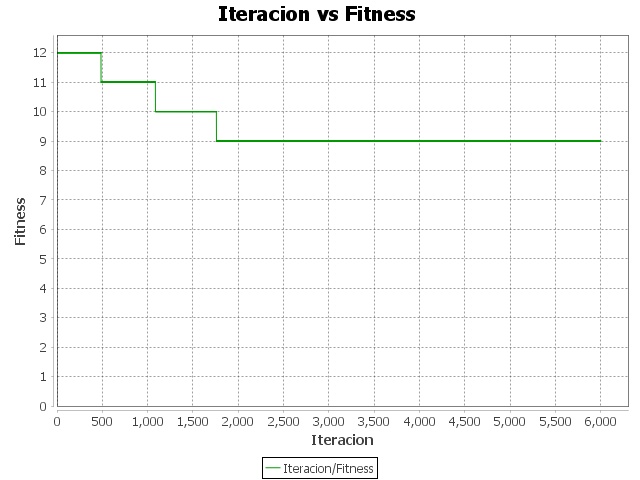 Iteracion vs Fitness
12
11
10
9
8
7
6
5
4
3
2
1
0
Fitness
0 500 1,000 1,500 2,000 2,500 3,000 3,500 4,000 4,500 5,000 5,500 6,000
Iteracion
Iteracion/Fitness